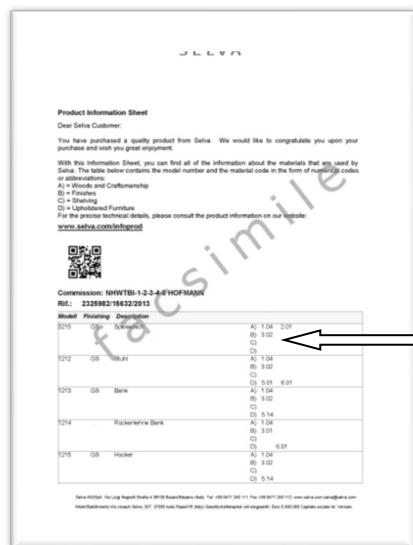 SELVA
Product Information Sheet
Dear Selva Customer:
You have purchased a quality product from Selva. We would like to congratulate you upon your
purchase and wish you great enjoyment.
With this Information Sheet, you can find all of the information about the materials that are used by
Selva. The table below contains the model number and the material code in the form of numerical codes
or abbreviations:
A) = Woods and Craftsmanship
B) = Finishes
C) = Shelving
D) = Upholstered Furniture
For the precise technical details, please consult the product information on our website:
www.selva.com/infoprod
facsimile
Commission: NHWTBI-1-2-3-4-0 HOFMANN
Rif.: 2325982/15632/2013
Modell Finishing Description
GS A) 1.04 2.01
B) 3.02
C)
D)
1212 GS Stuhl A) 1.04
B) 3.02
C)
D) 5.01 6.01
1213 GS Bank A) 1.04
B) 3.02
C)
D) 5.14
1214 Rückenlehne Bank A) 1.04
B) 3.01
C)
D) 6.01
1215 GS Hocker A) 1.04
B) 3.02
C)
D) 5.14